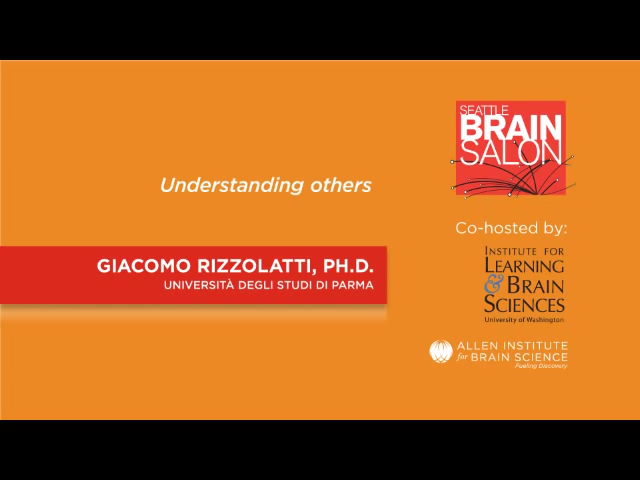 Understanding others
GIACOMO RIZZOLATTI, PH.D.
UNIVERSITÀ DEGLI STUDI DI PARMA
SEATTLE
BRAIN
SALON
Co-hosted by:
INSTITUTE FOR
LEARNING
& BRAIN
SCIENCES
University of Washington
ALLEN INSTITUTE
for BRAIN SCIENCE
Fueling Discovery